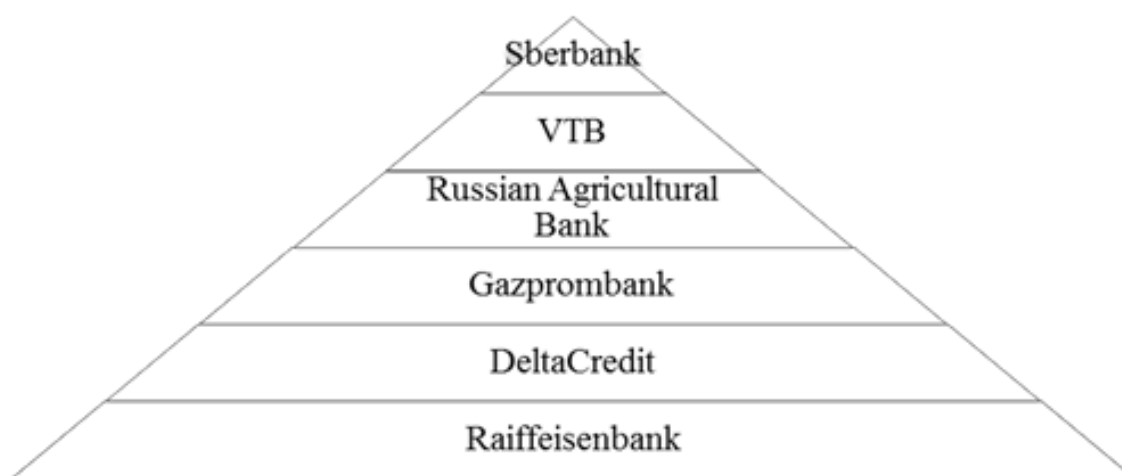 Sberbank
VTB
Russian Agricultural
Bank
Gazprombank
DeltaCredit
Raiffeisenbank